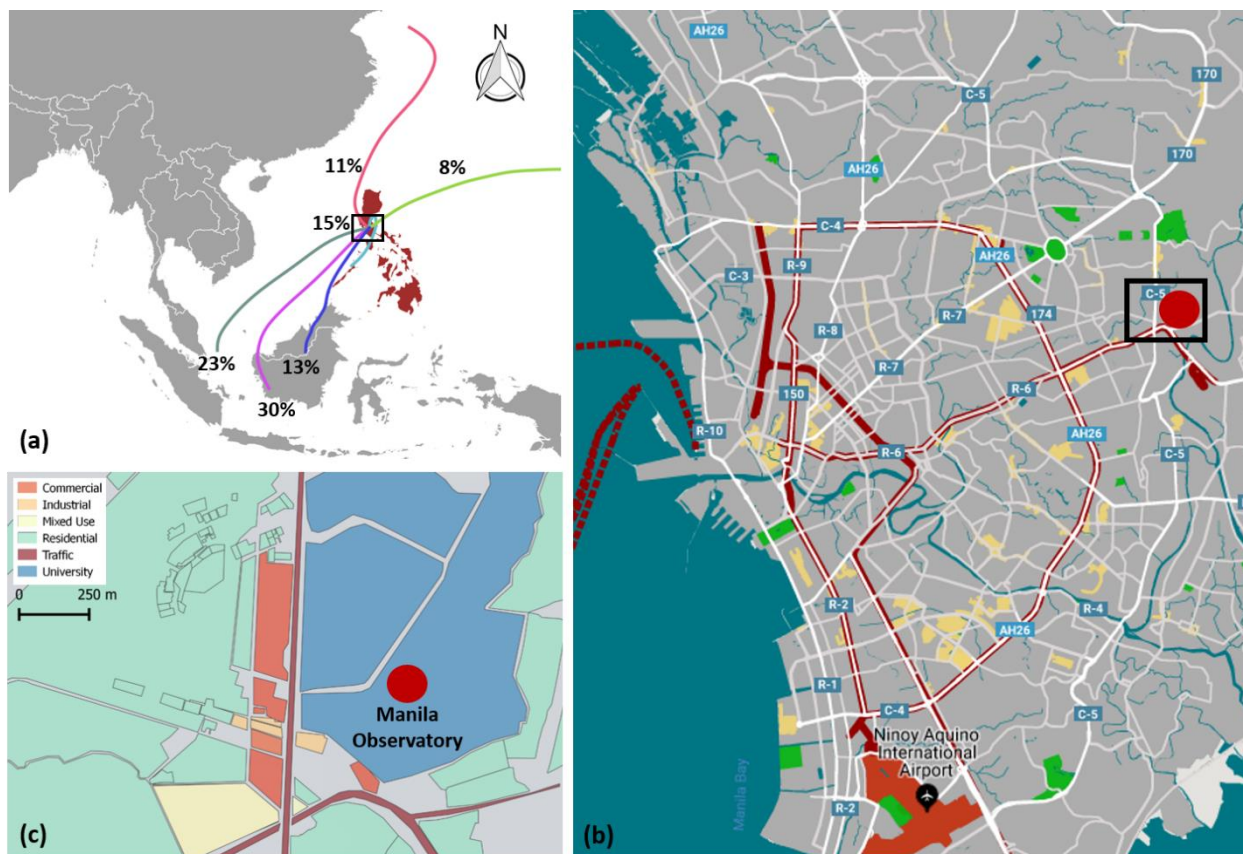 N
11%
8%
15%
23%
13%
30%
(a)
Commercial
Industrial
Mixed Use
Residential
Traffic
University
0 250 m
Manila
Observatory
(c)
AH26
170
C-5
AH26
170
C-4
R-9
AH26
C-3
C-5
R-7
174
R-8
R-7
150
R-6
R-10
AH26
R-6
C-5
R-2
R-4
AH26
R-1
C-4
C-5
Ninoy Aquino
International
Airport
Manila Bay
R-2
(b)